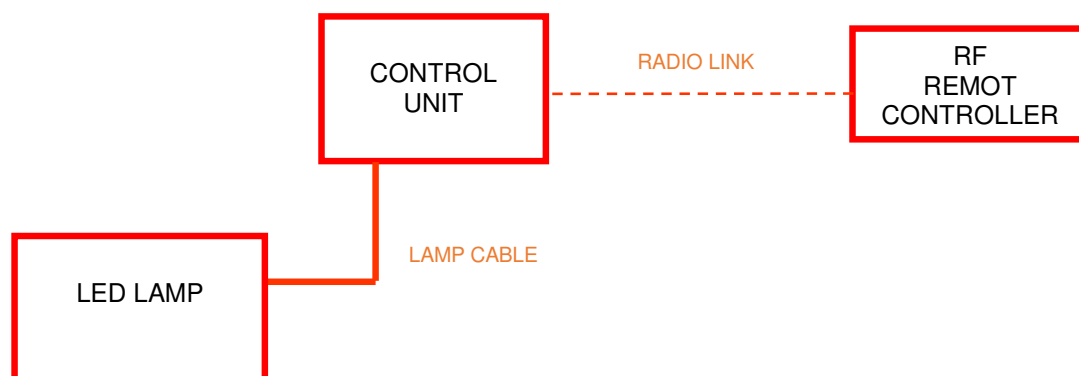 CONTROL
UNIT
RADIO LINK
RF
REMOT
CONTROLLER
LAMP CABLE
LED LAMP